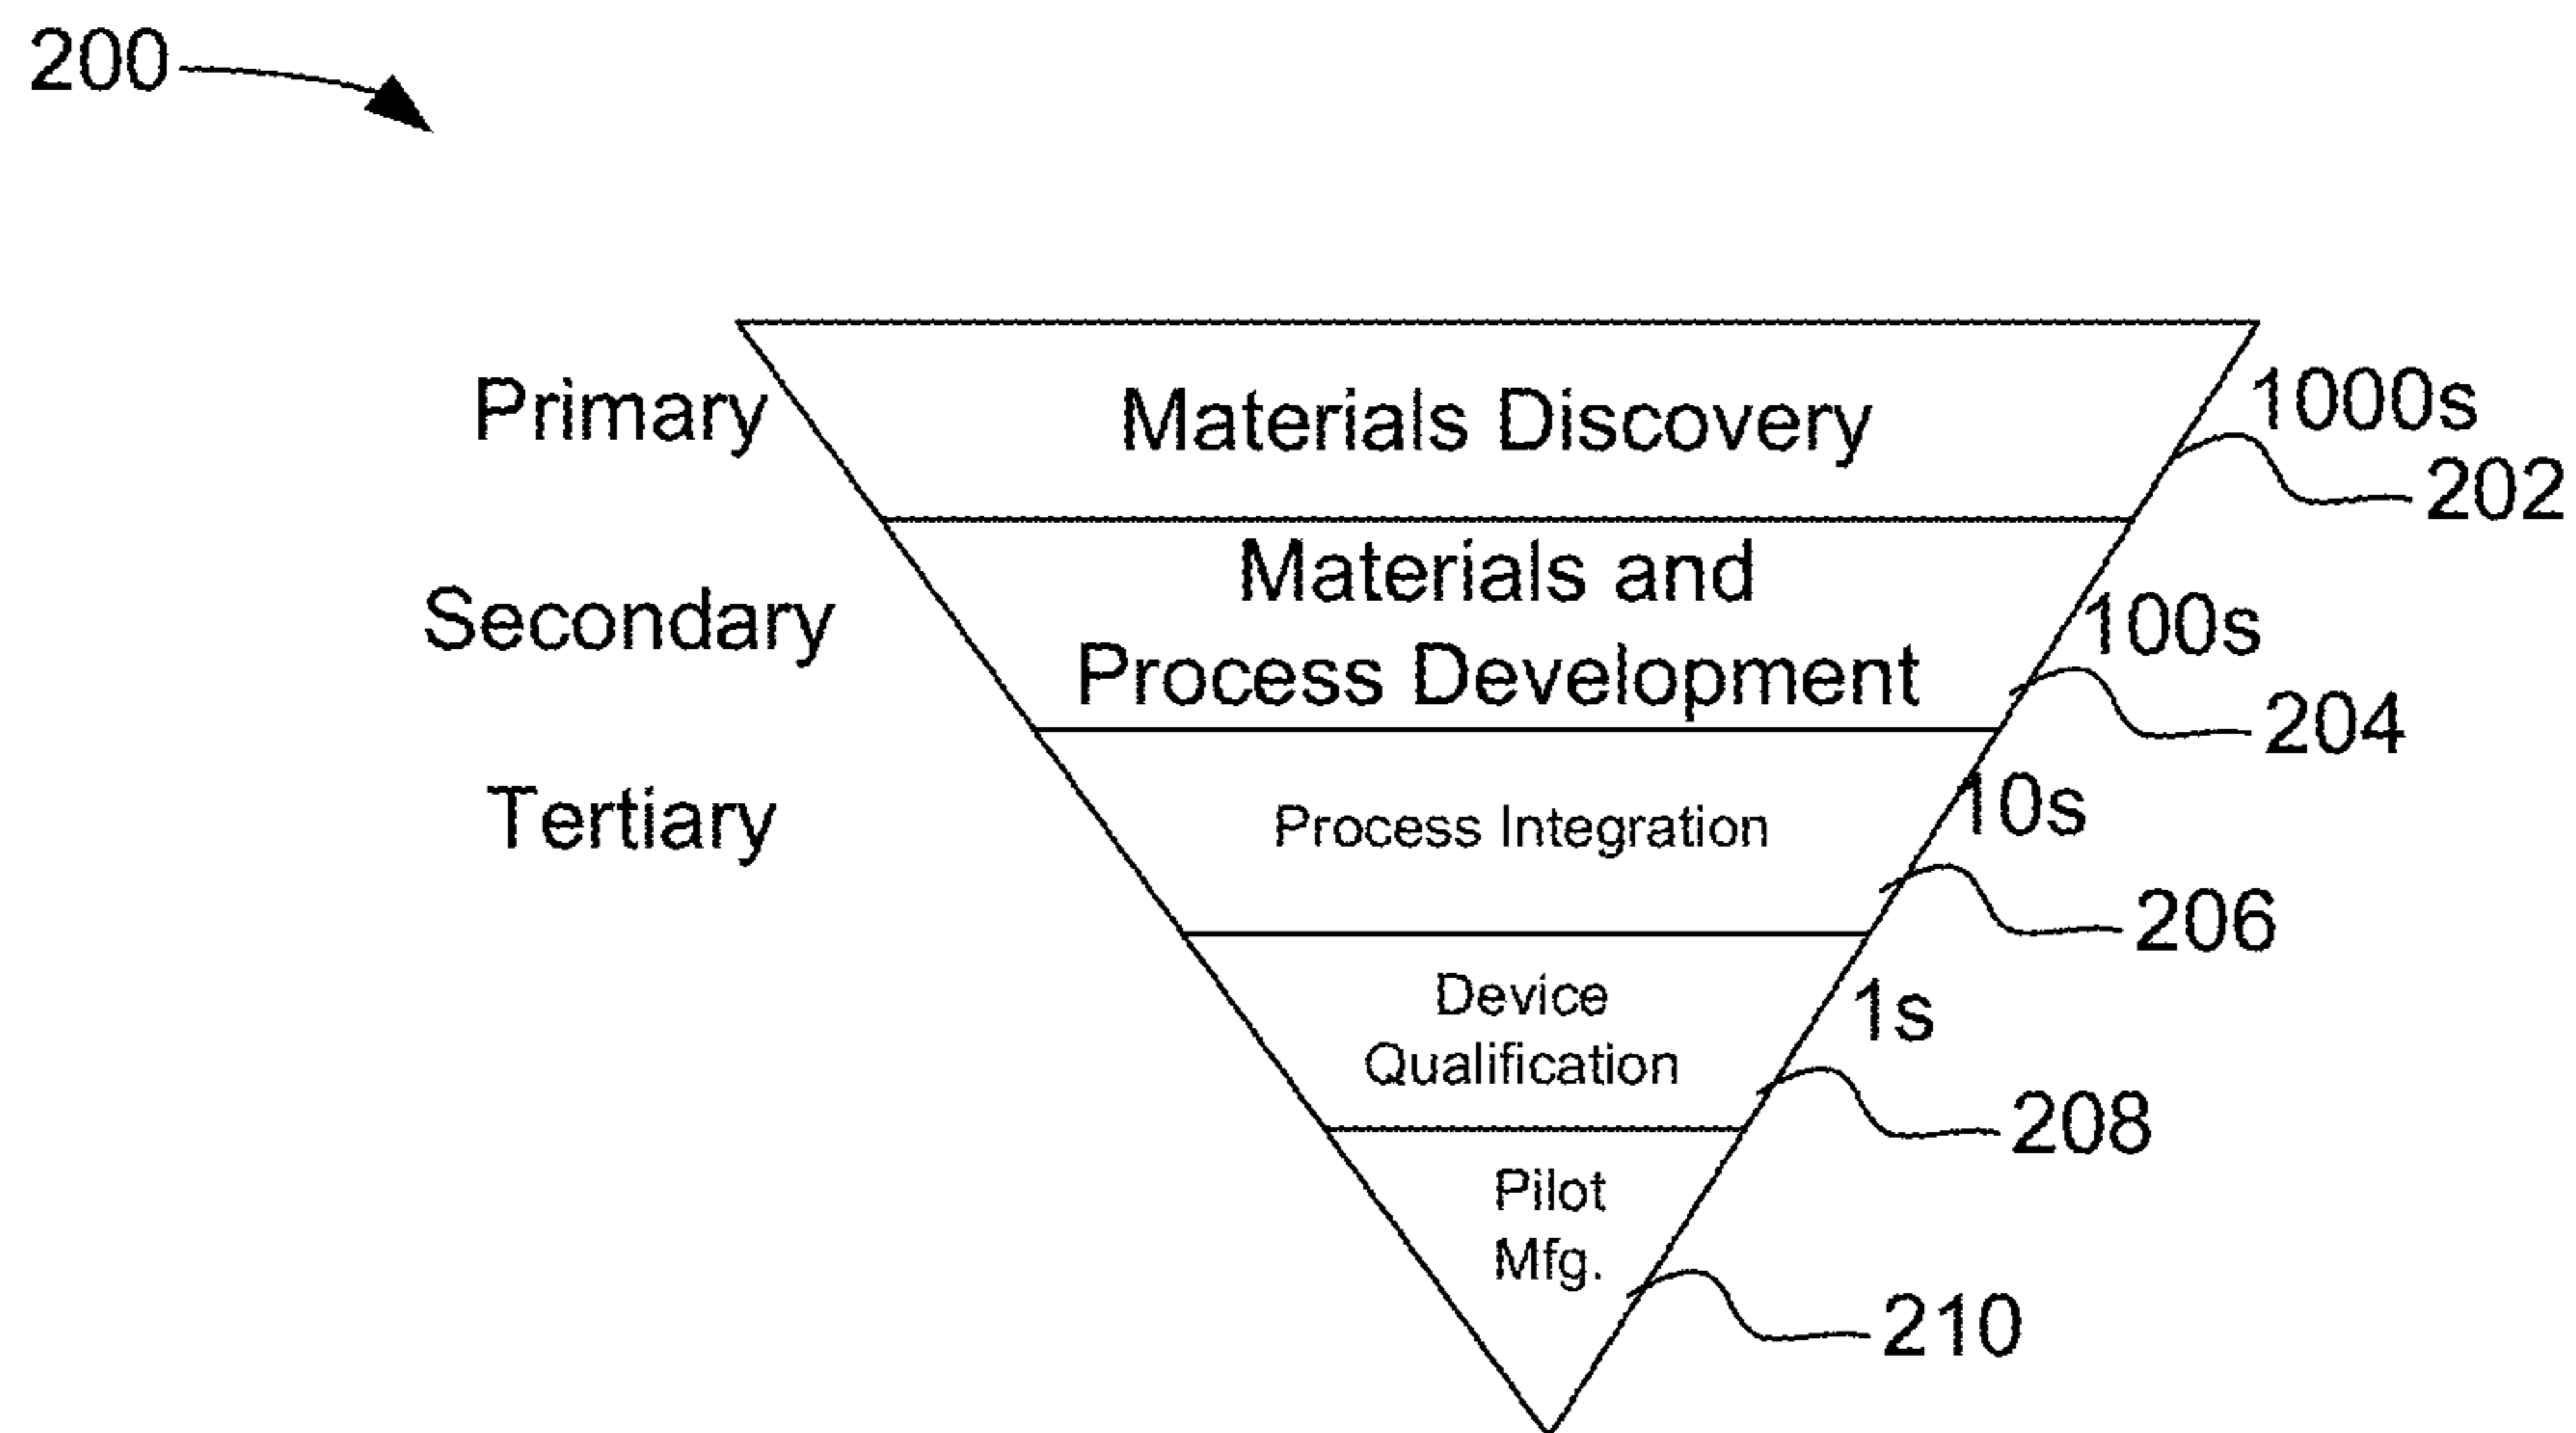 200
Primary
Materials Discovery
1000s
202
Secondary
Materials and
Process Development
100s
204
Tertiary
Process Integration
10s
206
Device
Qualification
1s
208
Pilot
Mfg.
210